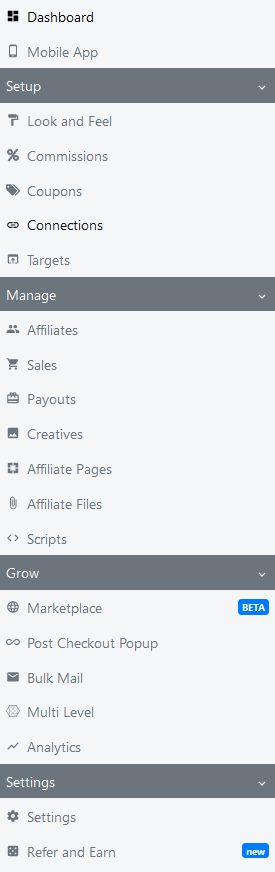 Dashboard
Mobile App
Setup
Look and Feel
Commissions
Coupons
Connections
Targets
Manage
Affiliates
Sales
Payouts
Creatives
Affiliate Pages
Affiliate Files
Scripts
Grow
Marketplace BETA
Post Checkout Popup
Bulk Mail
Multi Level
Analytics
Settings
Settings
Refer and Earn new